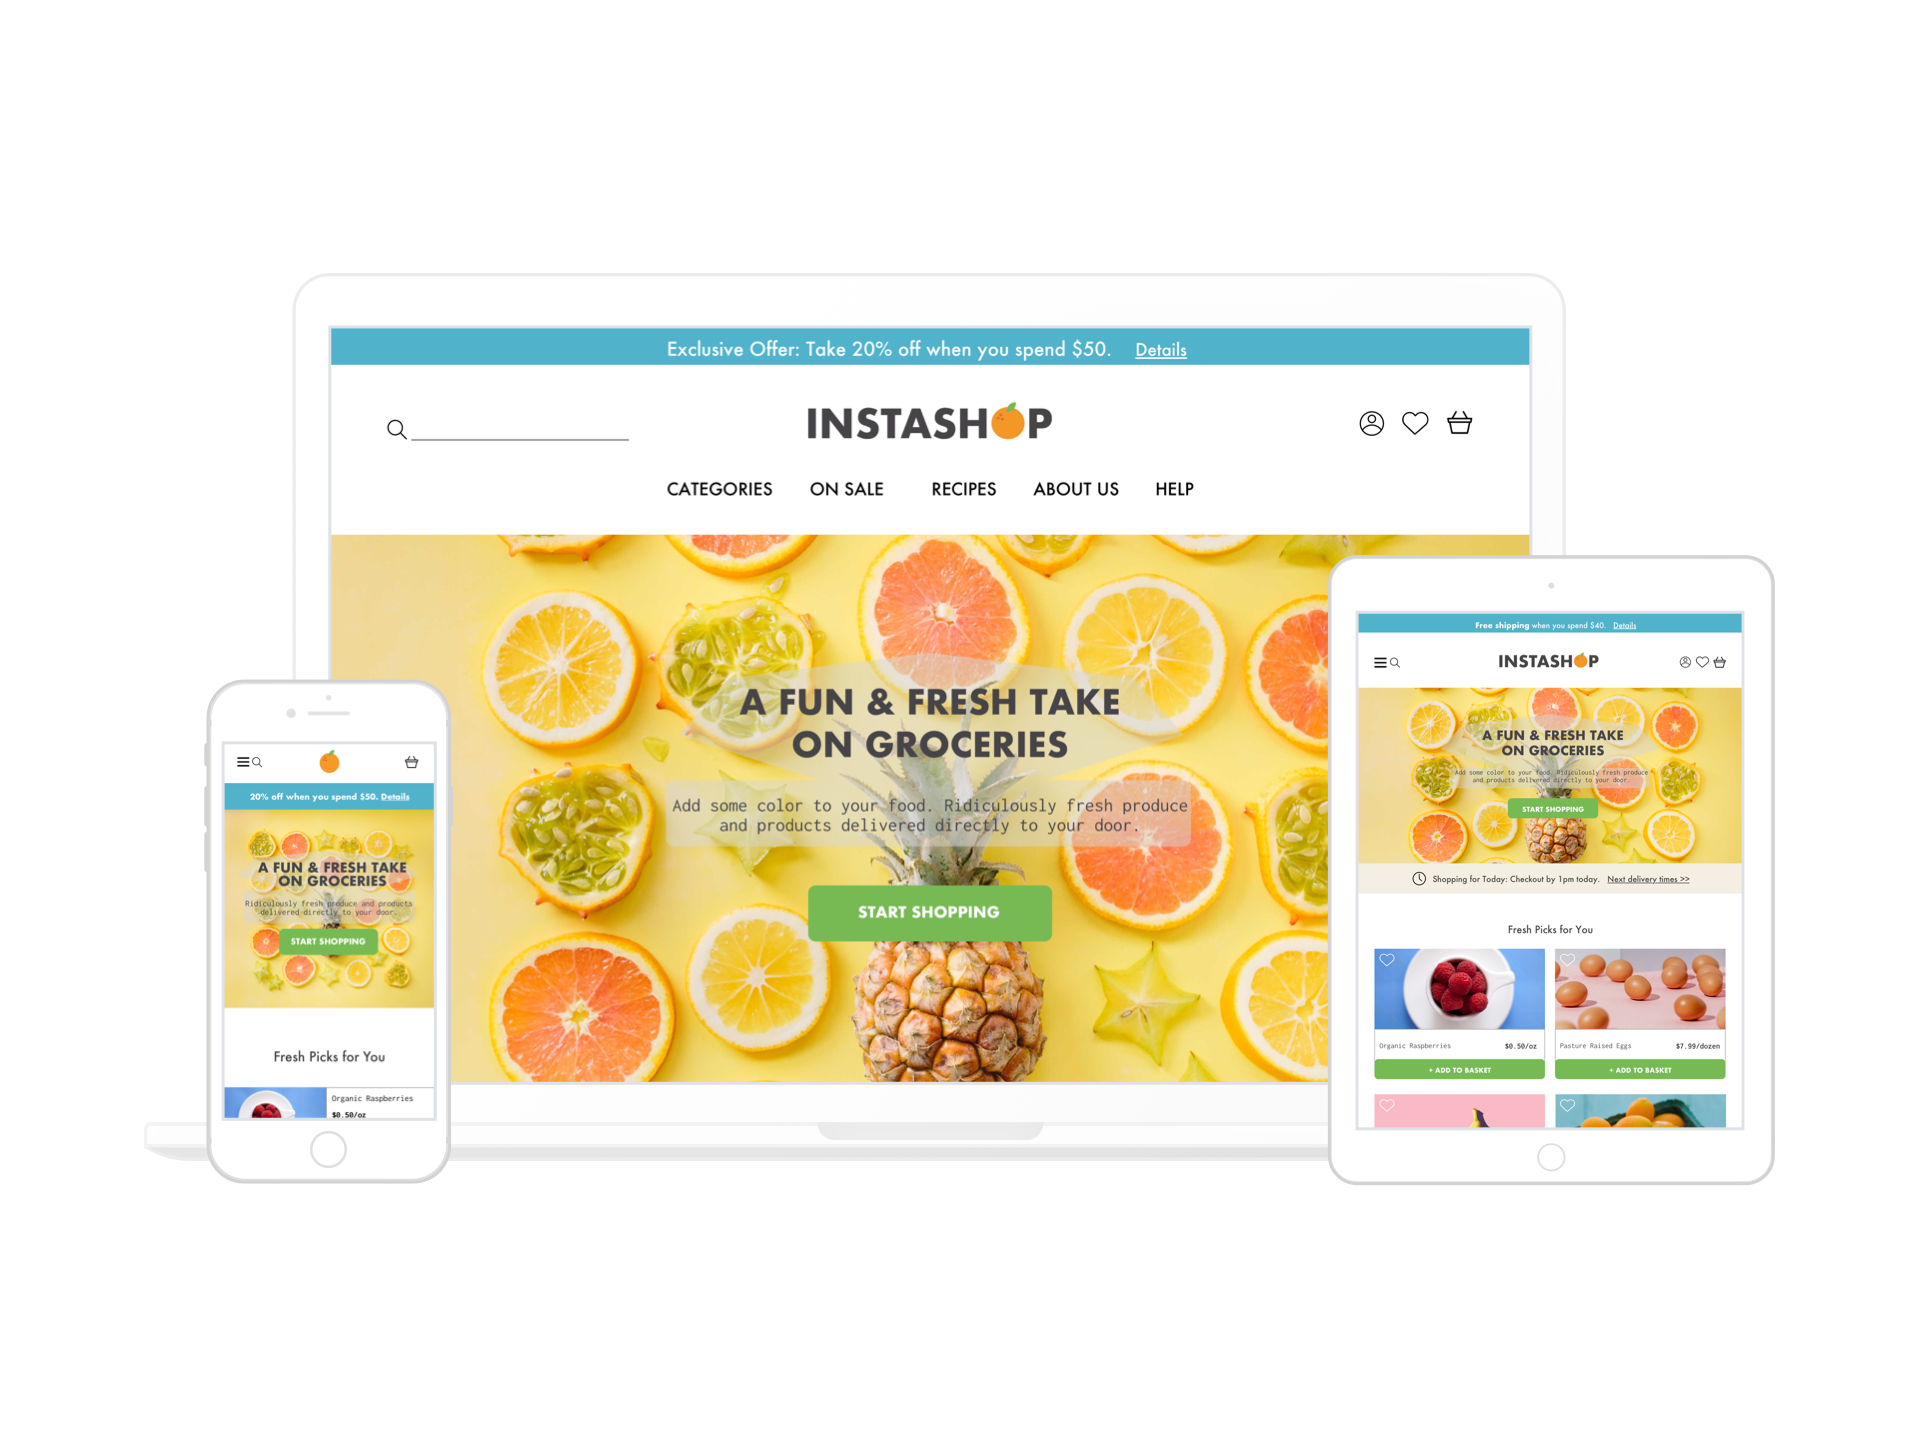 Exclusive Offer: Take 20% off when you spend $50. Details
INSTASHOP
CATEGORIES ON SALE RECIPES ABOUT US HELP
A FUN & FRESH TAKE
ON GROCERIES
Add some color to your food. Ridiculously fresh produce
and products delivered directly to your door.
START SHOPPING
20% off when you spend $50. Details
A FUN & FRESH TAKE
ON GROCERIES
Ridiculously fresh produce and products
delivered directly to your door.
START SHOPPING
Fresh Picks for You
Organic Raspberries
$0.50/oz
Free shipping when you spend $40. Details
INSTASHOP
A FUN & FRESH TAKE
ON GROCERIES
Add some color to your food. Ridiculously fresh produce
and products delivered directly to your door.
START SHOPPING
Shopping for Today: Checkout by 1pm today. Next delivery times >>
Fresh Picks for You
Organic Raspberries $0.50/oz
Pasture Raised Eggs $7.99/dozen
+ ADD TO BASKET
+ ADD TO BASKET